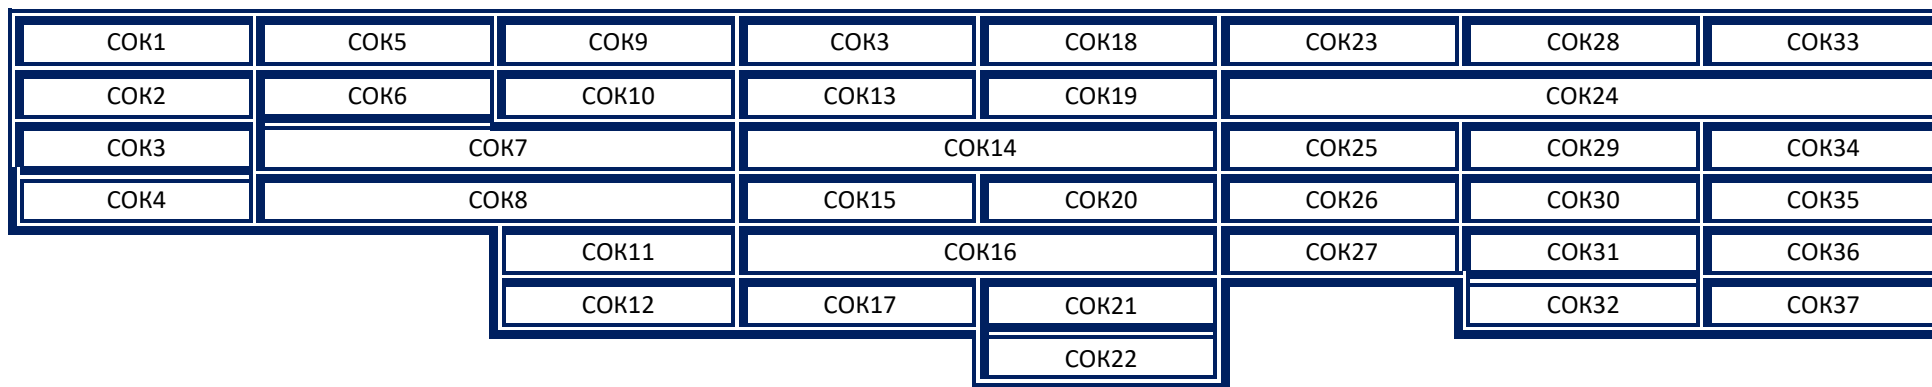 СОК1 СОК5 СОК9 СОК3 СОК18 СОК23 СОК28 СОК33
СОК2 СОК6 СОК10 СОК13 СОК19 СОК24
СОК3 СОК7 СОК14 СОК25 СОК29 СОК34
СОК4 СОК8 СОК15 СОК20 СОК26 СОК30 СОК35
СОК11 СОК16 СОК27 СОК31 СОК36
СОК12 СОК17 СОК21 СОК32 СОК37
СОК22